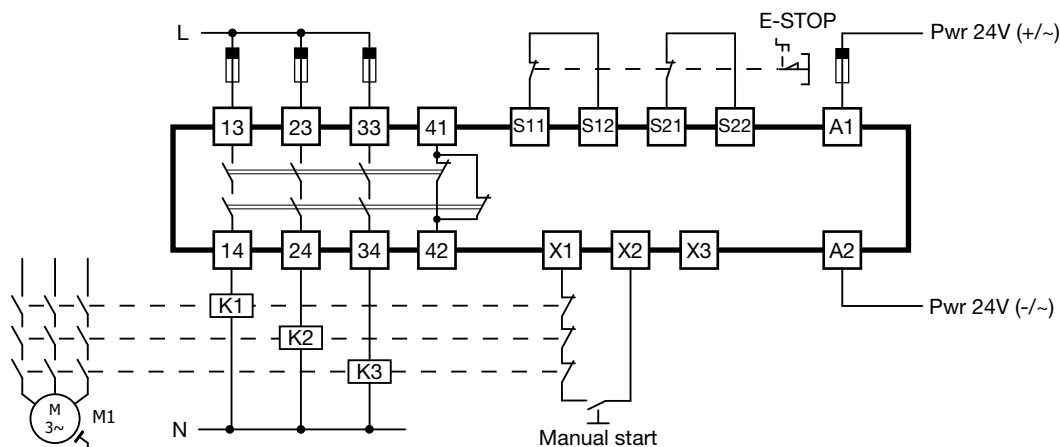 E-STOP
L
Pwr 24V (+/~)
13
23
33
41
S11
S12
S21
S22
A1
14
24
34
42
X1
X2
X3
A2
K1
Pwr 24V (-/~)
K2
K3
M
3~
M1
N
Manual start